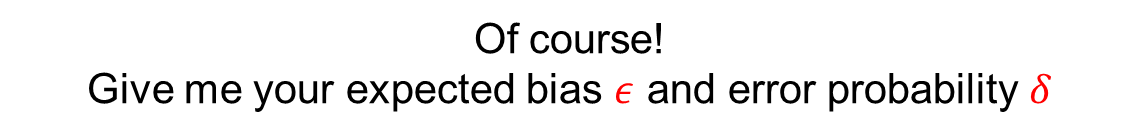 Of course!
Give me your expected bias ϵ and error probability δ